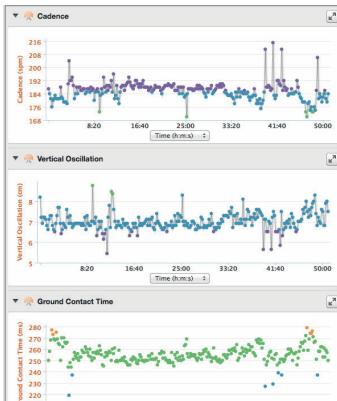 Cadence
216
208
200
192
184
176
168
Cadence (spm)
8:20 16:40 25:00 33:20 41:40 50:00
Time (h:m:s)
Vertical Oscillation
8
7
6
5
Vertical Oscillation (cm)
8:20 16:40 25:00 33:20 41:40 50:00
Time (h:m:s)
Ground Contact Time
280
270
260
250
240
230
220
Contact Time (ms)